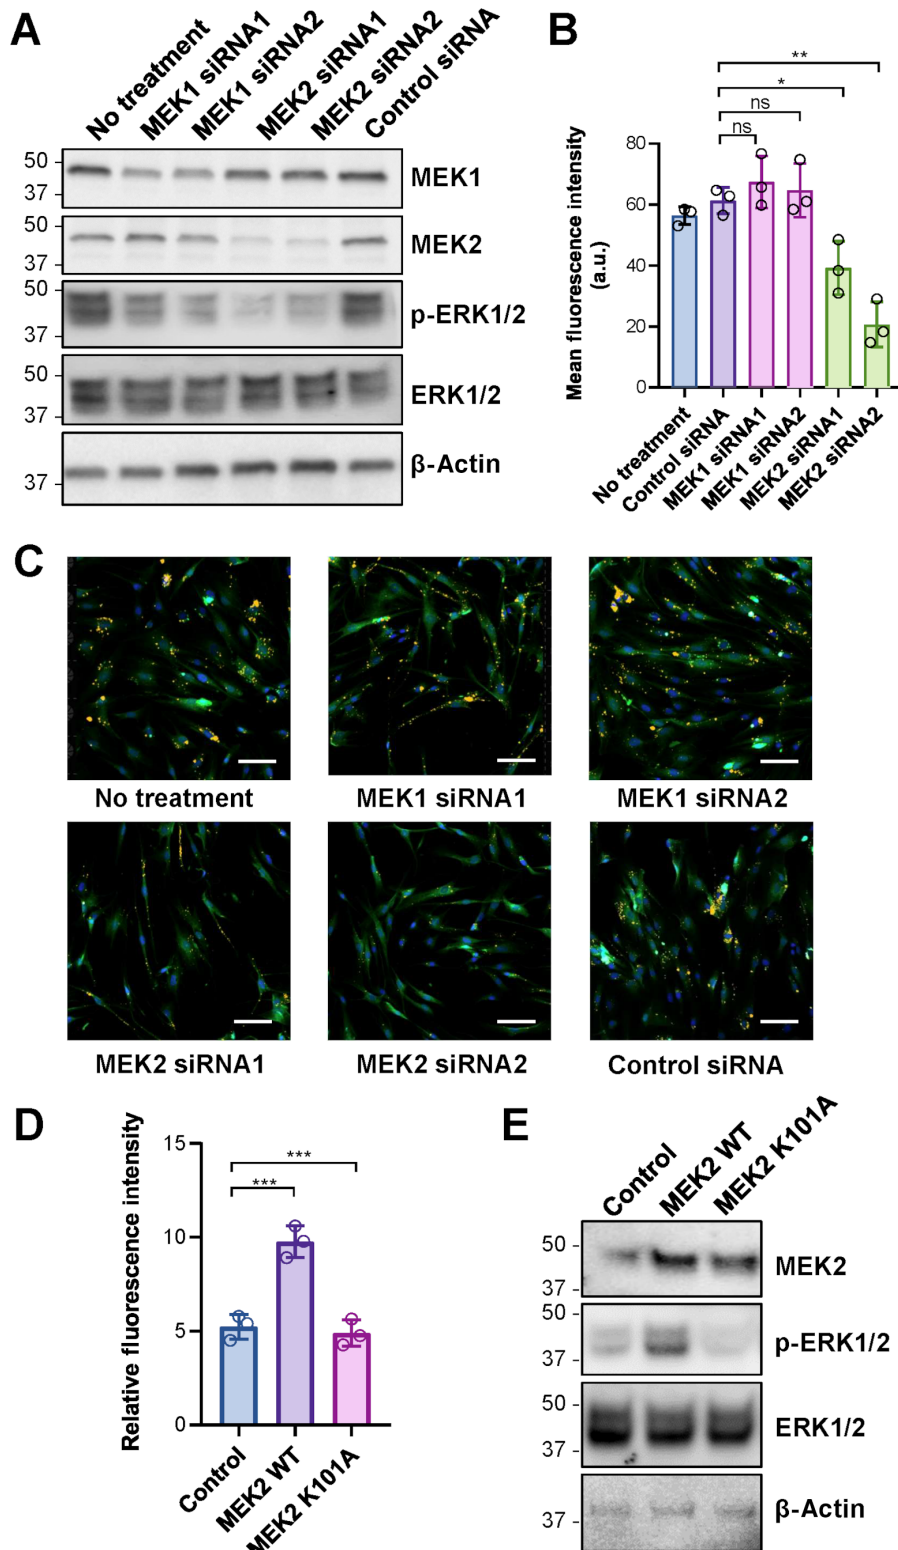 A
No treatment
MEK1 siRNA1
MEK1 siRNA2
MEK2 siRNA1
MEK2 siRNA2
Control siRNA
50
37
MEK1
37
MEK2
50
37
p-ERK1/2
50
37
ERK1/2
37
β-Actin
B
**
*
ns
ns
80
60
40
20
0
Mean fluorescence intensity
(a.u.)
No treatment
Control siRNA
MEK1 siRNA1
MEK1 siRNA2
MEK2 siRNA1
MEK2 siRNA2
C
No treatment
MEK1 siRNA1
MEK1 siRNA2
MEK2 siRNA1
MEK2 siRNA2
Control siRNA
D
Relative fluorescence intensity
15
10
5
0
***
***
Control
MEK2 WT
MEK2 K101A
E
Control
MEK2 WT
MEK2 K101A
50
37
MEK2
50
37
p-ERK1/2
50
37
ERK1/2
37
β-Actin